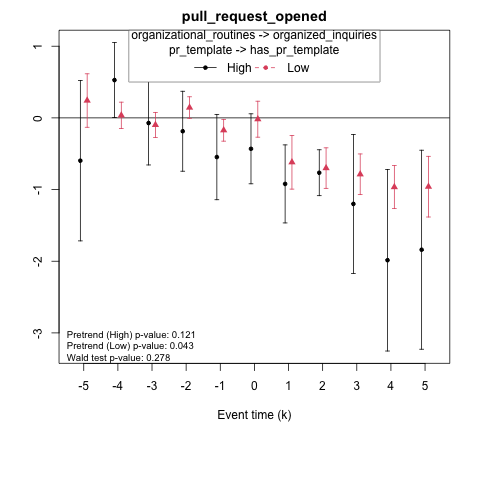 pull_request_opened
organizational_routines -> organized_inquiries
pr_template -> has_pr_template
High Low
1
0
-1
-2
-3
Pretrend (High) p-value: 0.121
Pretrend (Low) p-value: 0.043
Wald test p-value: 0.278
-5 -4 -3 -2 -1 0 1 2 3 4 5
Event time (k)